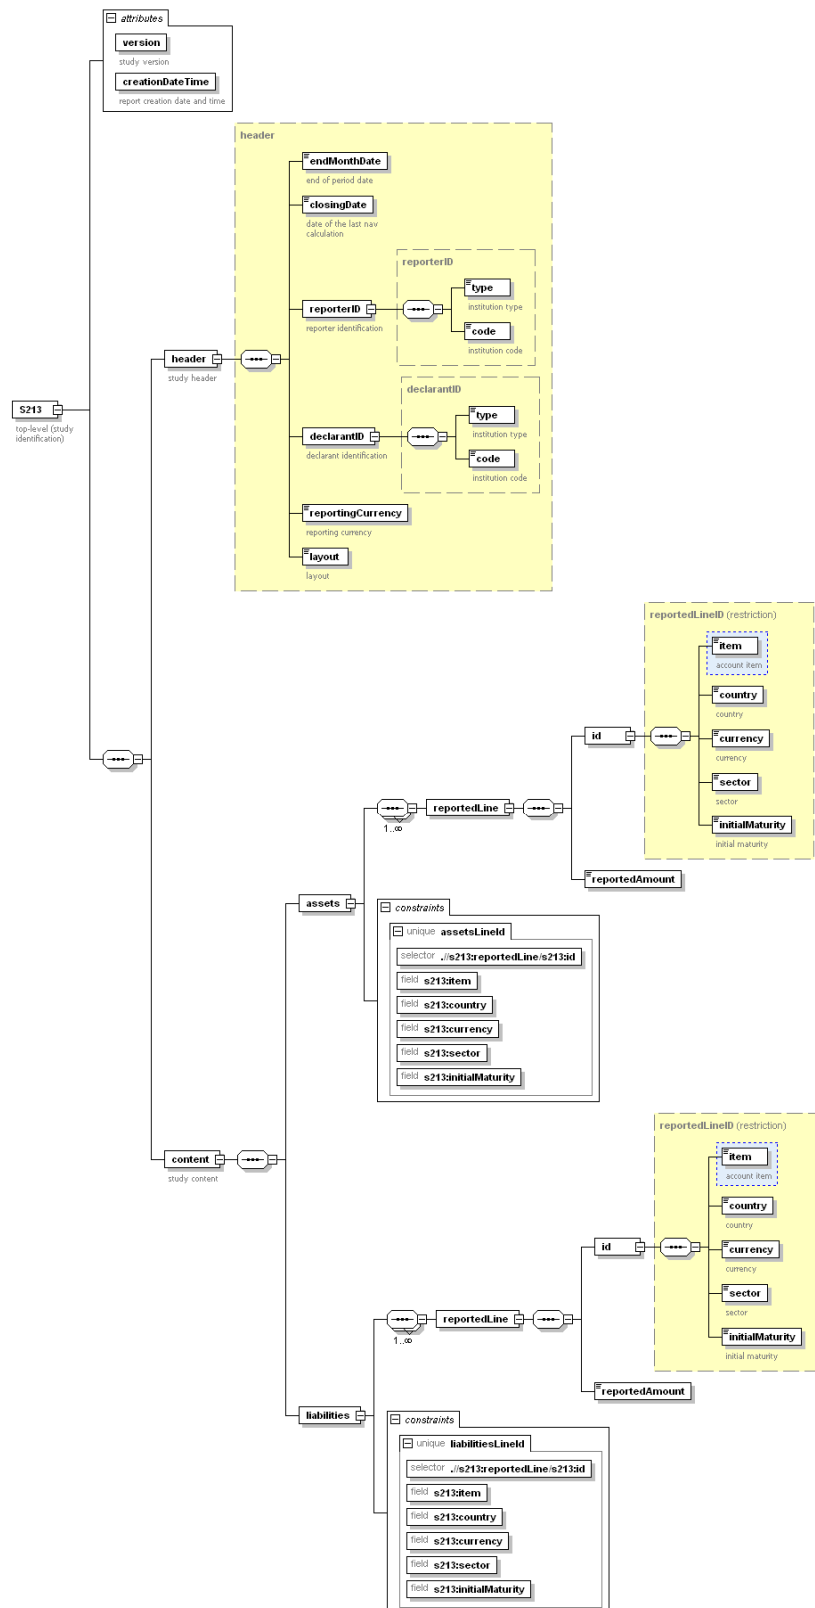 attributes
version
study version
creationDateTime
report creation date and time
header
endMonthDate
end of period date
closingDate
date of the last nav
calculation
reporterID
type
institution type
reporterID
reporter identification
code
institution code
header
study header
declarantID
S213
top-level (study
identification)
type
institution type
declarantID
declarant identification
code
institution code
reportingCurrency
reporting currency
layout
layout
reportedLineID (restriction)
item
account item
country
country
id
currency
currency
sector
sector
reportedLine
1..∞
initialMaturity
initial maturity
reportedAmount
assets
constraints
unique assetsLineId
selector .//s213:reportedLine/s213:id
field s213:item
field s213:country
field s213:currency
field s213:sector
field s213:initialMaturity
content
study content
reportedLineID (restriction)
item
account item
country
country
id
currency
currency
sector
sector
reportedLine
1..∞
initialMaturity
initial maturity
reportedAmount
liabilities
constraints
unique liabilitiesLineId
selector .//s213:reportedLine/s213:id
field s213:item
field s213:country
field s213:currency
field s213:sector
field s213:initialMaturity